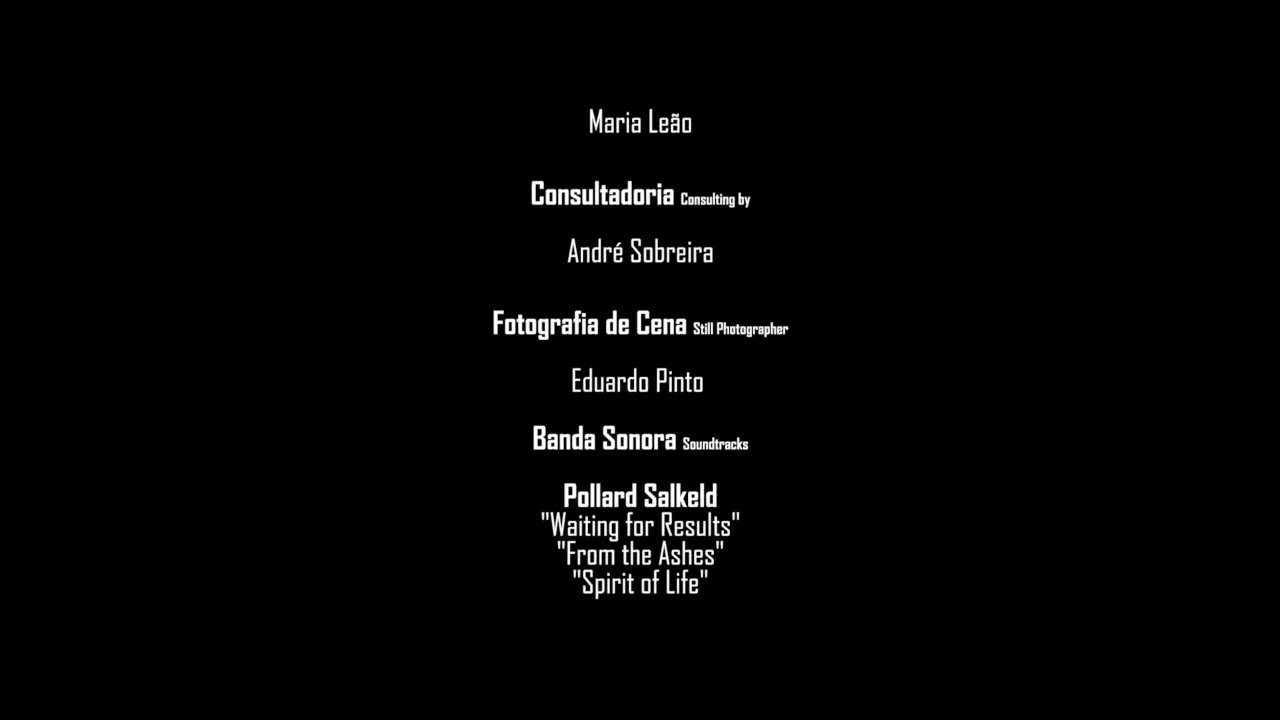 Maria Leão
Consultadoria Consulting by
André Sobreira
Fotografia de Cena Still Photographer
Eduardo Pinto
Banda Sonora Soundtracks
Pollard Salkeld
"Waiting for Results"
"From the Ashes"
"Spirit of Life"